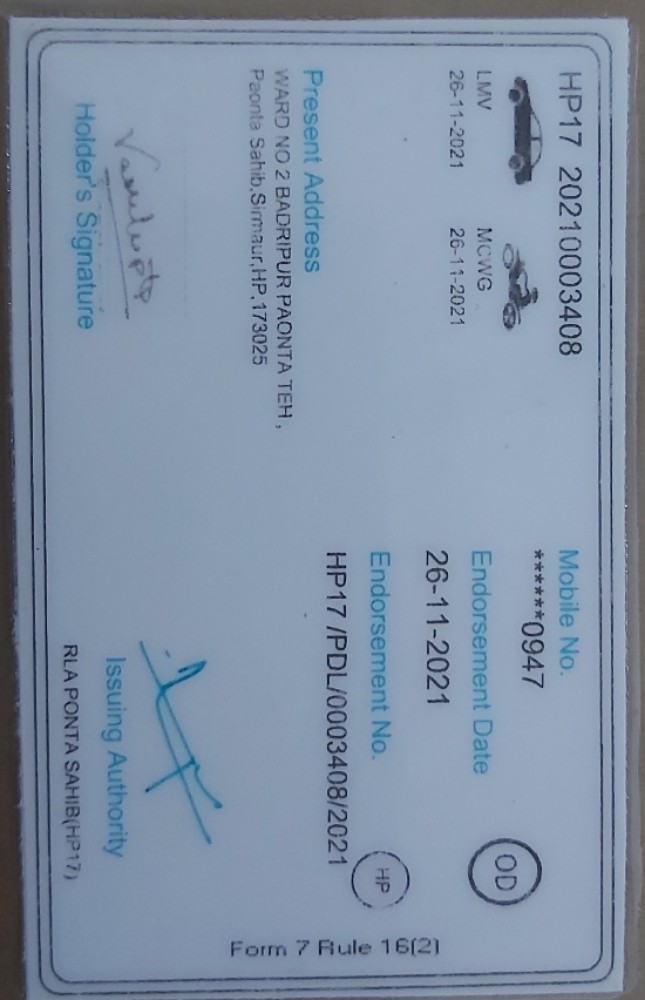 HP17 20210003408
LMV
26-11-2021
MCWG
26-11-2021
Mobile No.
******0947
Endorsement Date
26-11-2021
OD
Endorsement No.
HP17 /PDL/0003408/2021
HP
Present Address
WARD NO 2 BADRIPUR PAONTA TEH ,
Paonta Sahib,Sirmaur,HP,173025
Holder's Signature
Issuing Authority
RLA PONTA SAHIB(HP17)
Form 7 Rule 16(2)